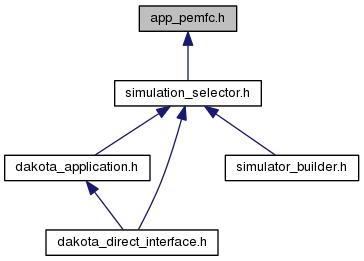 app_pemfc.h
simulation_selector.h
dakota_application.h
simulator_builder.h
dakota_direct_interface.h